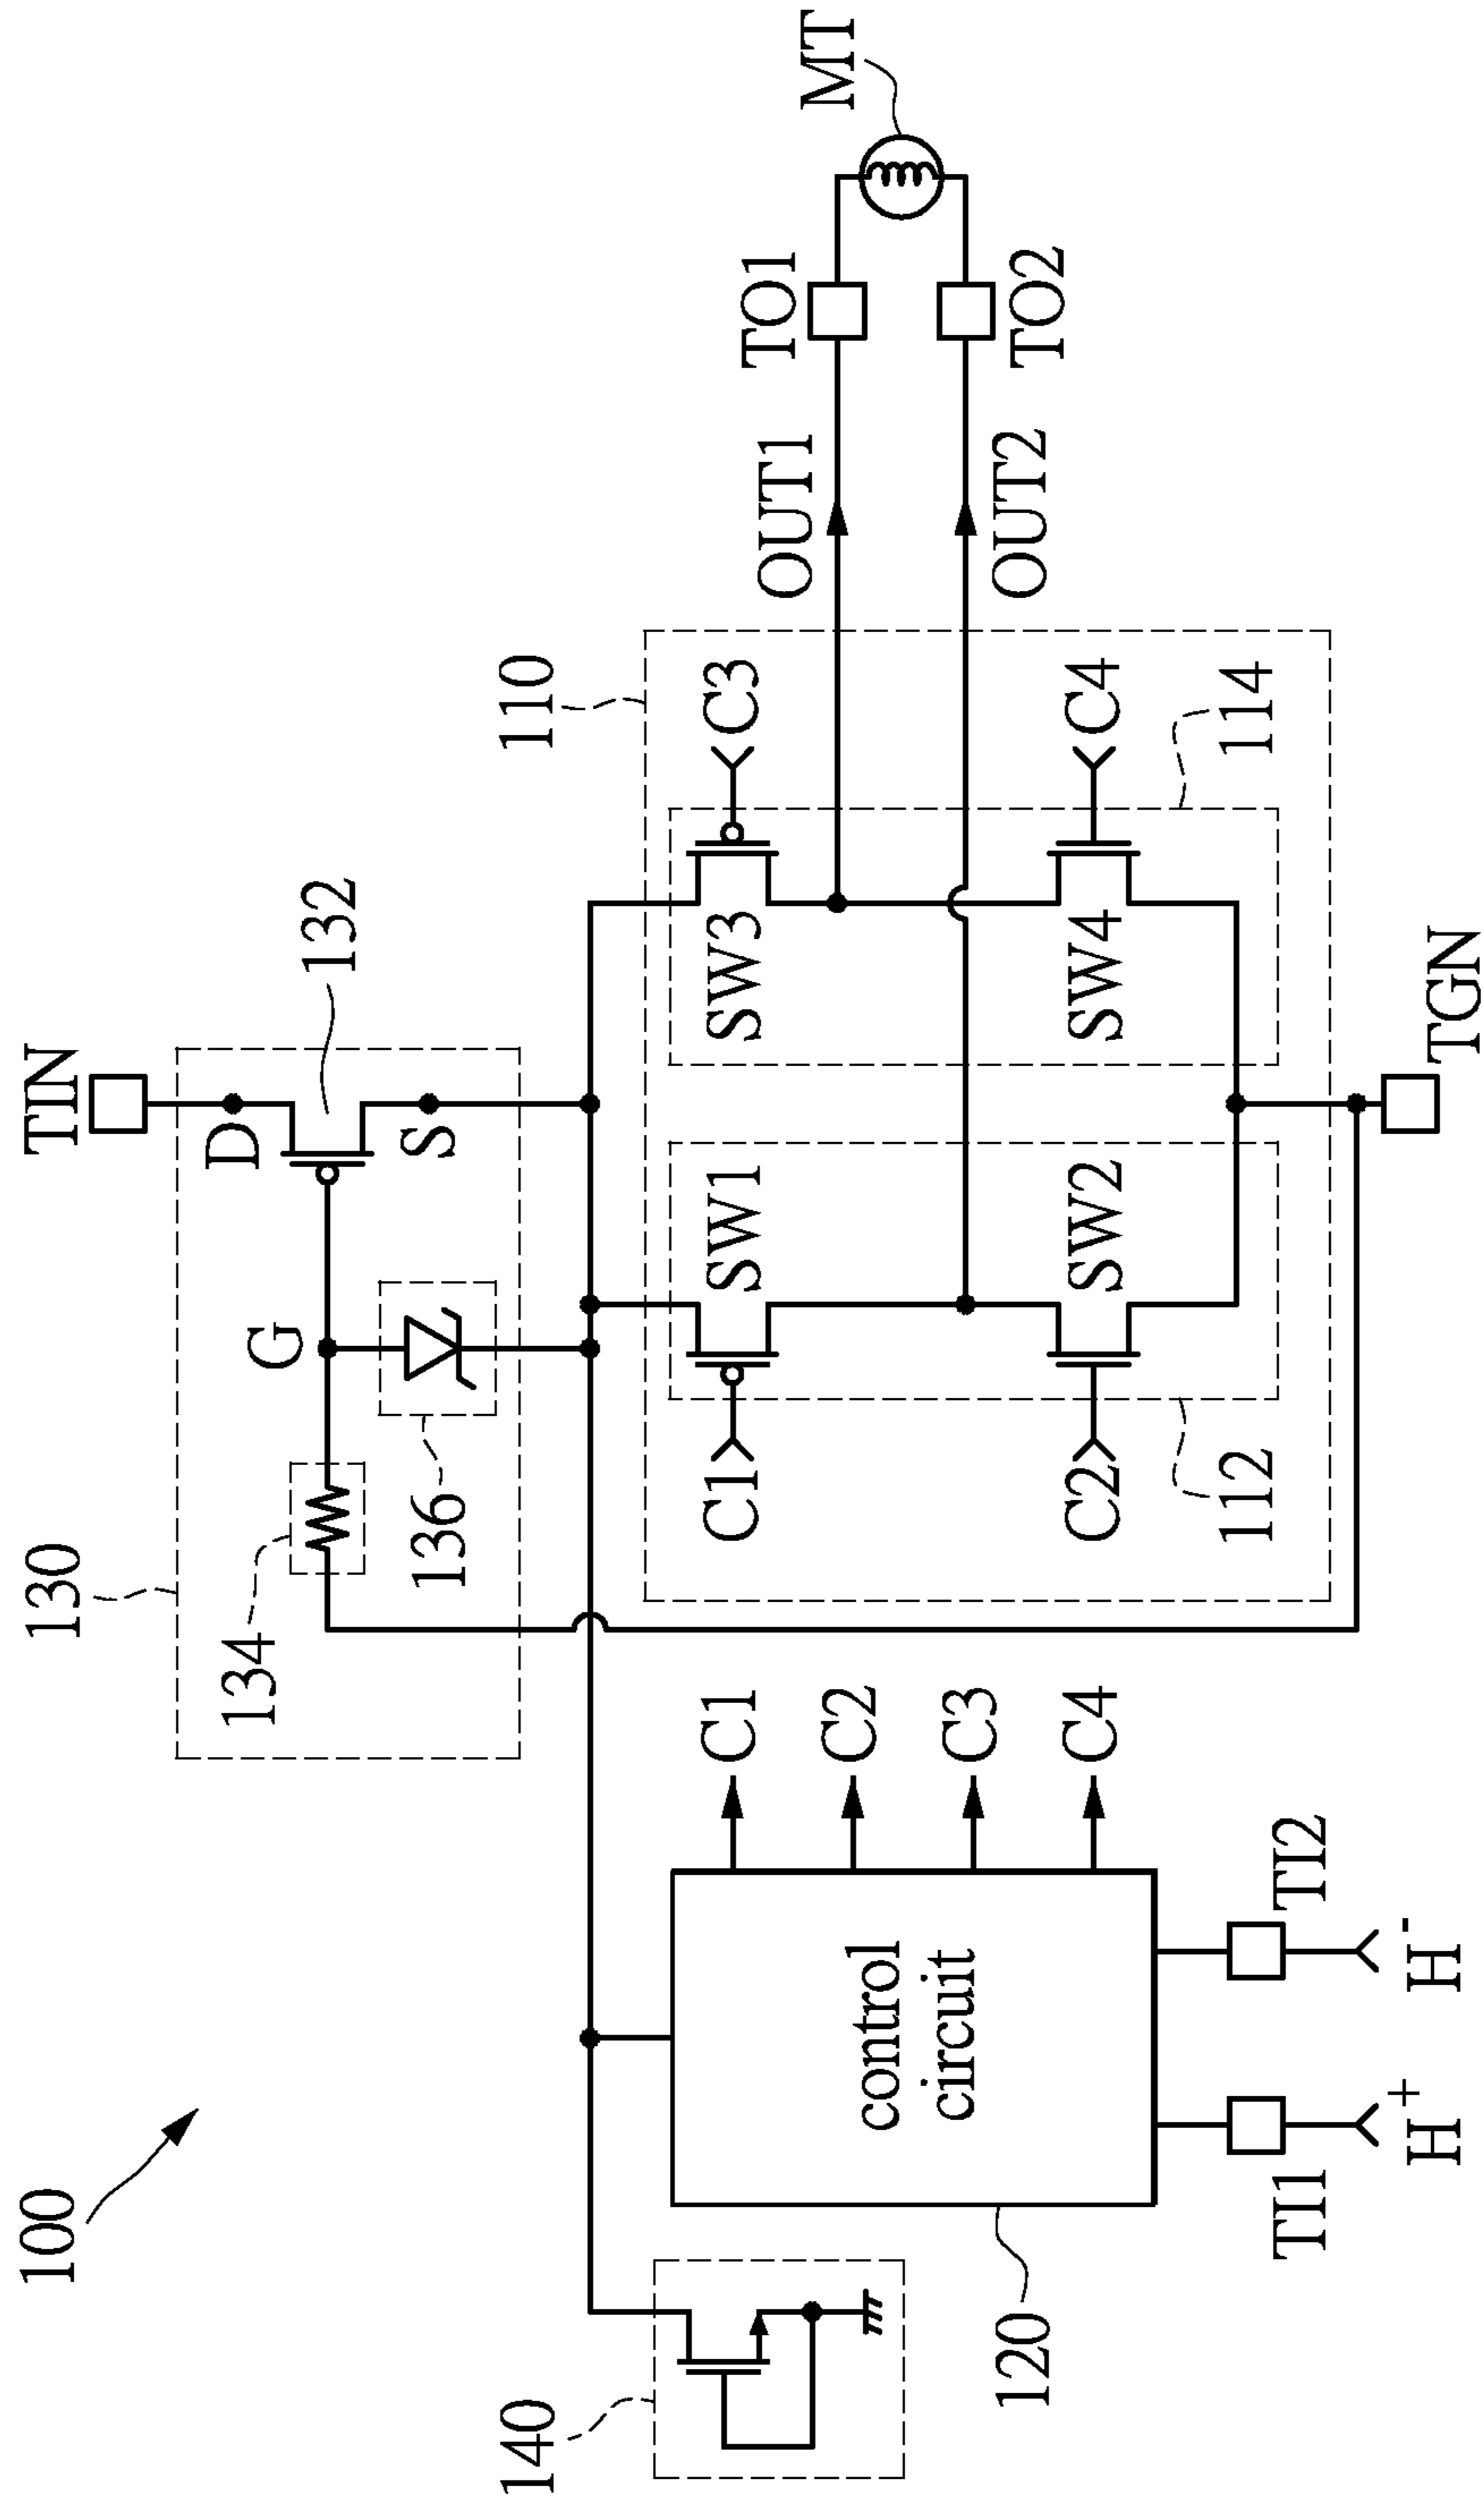 100
130
TIN
D
132
134
G
S
136
110
140
C1
C1
SW1
SW3
C3
OUT1
TO1
MT
control
circuit
C2
C3
C4
OUT2
TO2
C2
SW2
SW4
C4
120
112
114
TI1
TI2
H+
H-
TGN